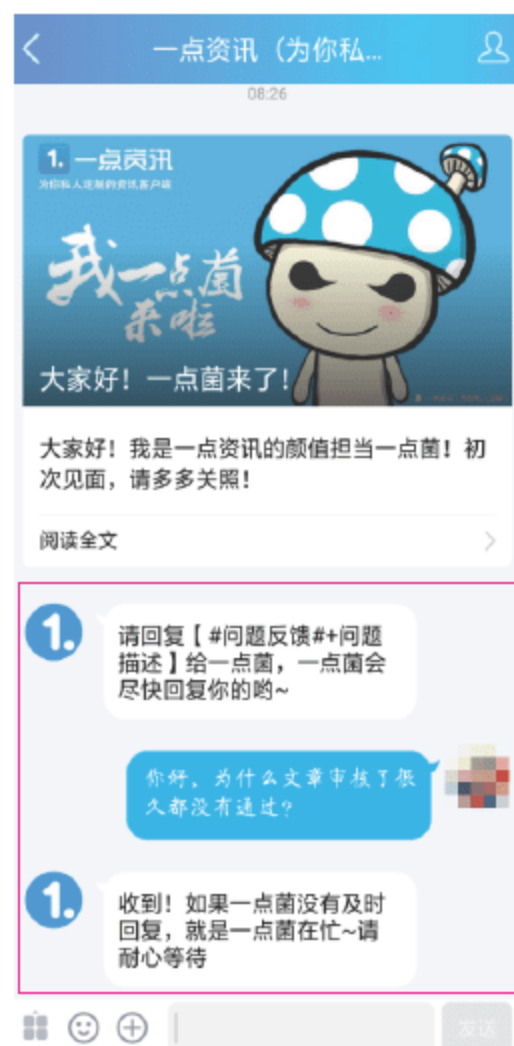 一点资讯（为你私...
08:26
1. 一点资讯
为你私人定制的资讯客户端
我一点菌
来啦
大家好！一点菌来了！
大家好！我是一点资讯的颜值担当一点菌！初
次见面，请多多关照！
阅读全文
1.
请回复【#问题反馈#+问题
描述】给一点菌，一点菌会
尽快回复你的哟~
你好，为什么文章审核了很
久都没有通过？
1.
收到！如果一点菌没有及时
回复，就是一点菌在忙~请
耐心等待
发送